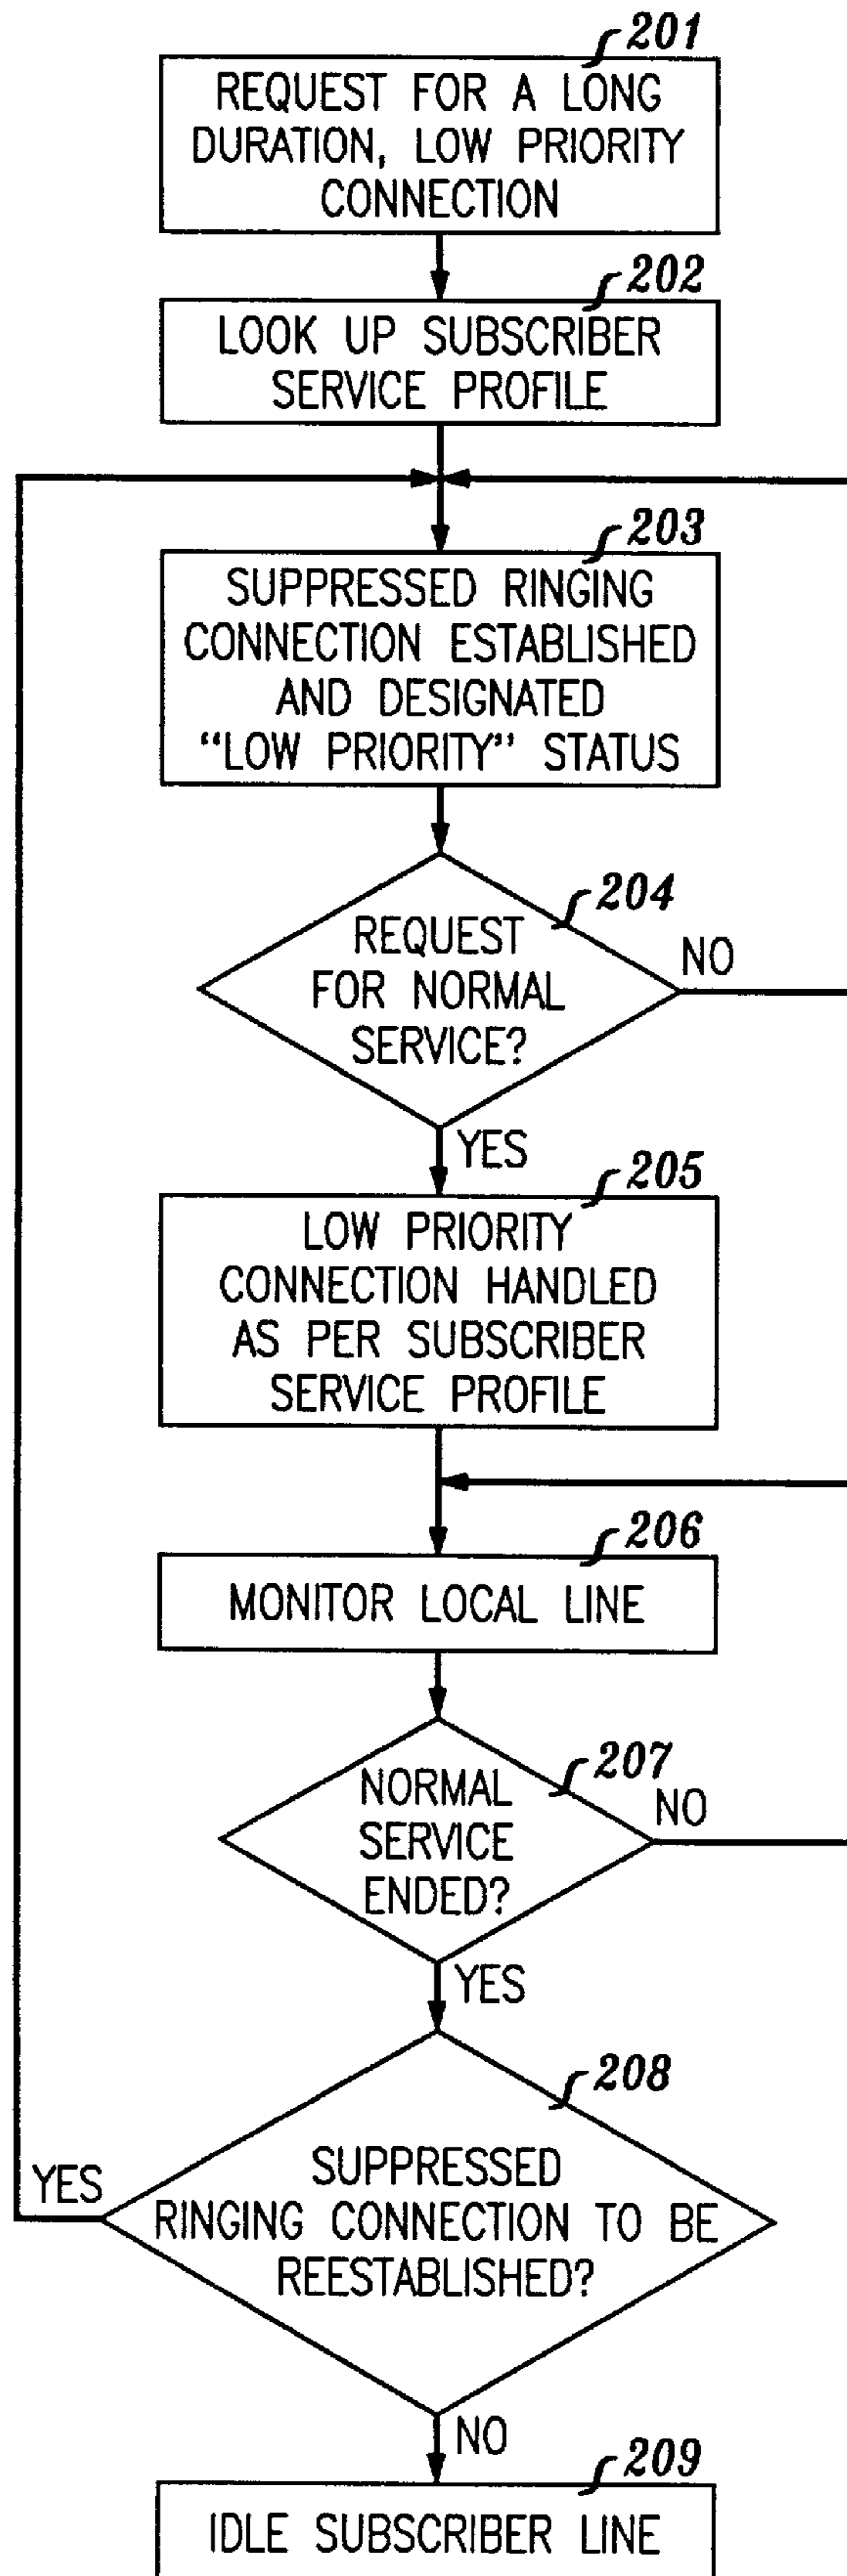 201
REQUEST FOR A LONG
DURATION, LOW PRIORITY
CONNECTION
202
LOOK UP SUBSCRIBER
SERVICE PROFILE
203
SUPPRESSED RINGING
CONNECTION ESTABLISHED
AND DESIGNATED
“LOW PRIORITY” STATUS
204
REQUEST
FOR NORMAL
SERVICE?
NO
YES
205
LOW PRIORITY
CONNECTION HANDLED
AS PER SUBSCRIBER
SERVICE PROFILE
206
MONITOR LOCAL LINE
207
NORMAL
SERVICE
ENDED?
NO
YES
208
SUPPRESSED
RINGING CONNECTION TO BE
REESTABLISHED?
YES
NO
209
IDLE SUBSCRIBER LINE